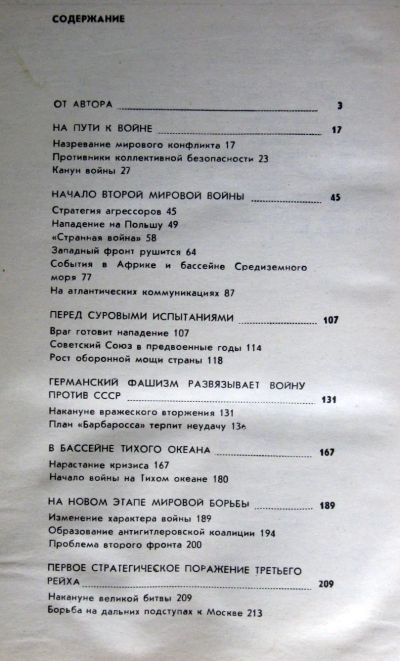 СОДЕРЖАНИЕ
ОТ АВТОРА 3
НА ПУТИ К ВОЙНЕ 17
Назревание мирового конфликта 17
Противники коллективной безопасности 23
Канун войны 27
НАЧАЛО ВТОРОЙ МИРОВОЙ ВОЙНЫ 45
Стратегия агрессоров 45
Нападение на Польшу 49
«Странная война» 58
Западный фронт рушится 64
События в Африке и бассейне Средиземного
моря 77
На атлантических коммуникациях 87
ПЕРЕД СУРОВЫМИ ИСПЫТАНИЯМИ 107
Враг готовит нападение 107
Советский Союз в предвоенные годы 114
Рост оборонной мощи страны 118
ГЕРМАНСКИЙ ФАШИЗМ РАЗВЯЗЫВАЕТ ВОЙНУ
ПРОТИВ СССР 131
Накануне вражеского вторжения 131
План «Барбаросса» терпит неудачу 136
В БАССЕЙНЕ ТИХОГО ОКЕАНА 167
Нарастание кризиса 167
Начало войны на Тихом океане 180
НА НОВОМ ЭТАПЕ МИРОВОЙ БОРЬБЫ 189
Изменение характера войны 189
Образование антигитлеровской коалиции 194
Проблема второго фронта 200
ПЕРВОЕ СТРАТЕГИЧЕСКОЕ ПОРАЖЕНИЕ ТРЕТЬЕГО
РЕЙХА 209
Накануне великой битвы 209
Борьба на дальних подступах к Москве 213